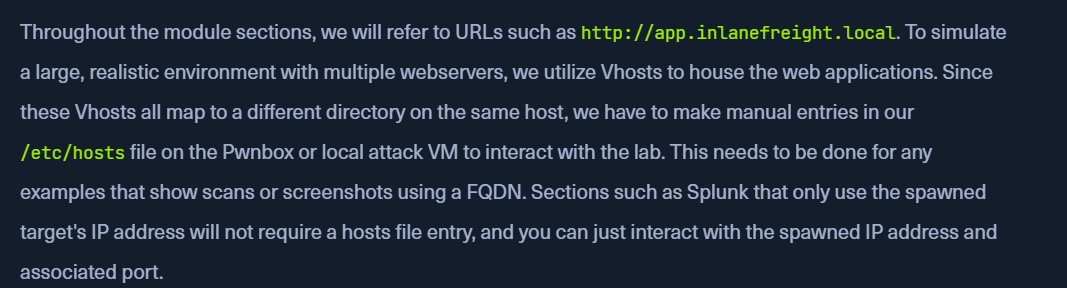 Throughout the module sections, we will refer to URLs such as http://app.inlanefreight.local. To simulate
a large, realistic environment with multiple webservers, we utilize Vhosts to house the web applications. Since
these Vhosts all map to a different directory on the same host, we have to make manual entries in our
/etc/hosts file on the Pwnbox or local attack VM to interact with the lab. This needs to be done for any
examples that show scans or screenshots using a FQDN. Sections such as Splunk that only use the spawned
target's IP address will not require a hosts file entry, and you can just interact with the spawned IP address and
associated port.